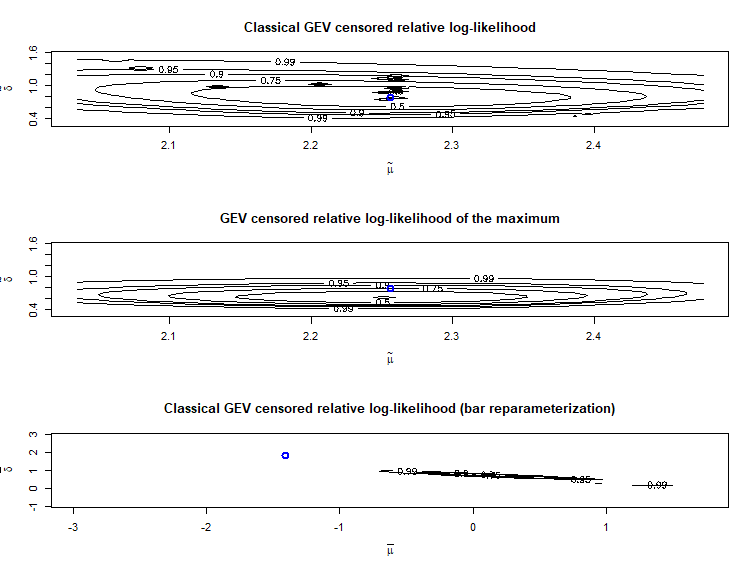 Classical GEV censored relative log-likelihood
1.6
1.0
0.4
δ̃
0.99
0.95
0.9
0.75
0.5
0.9
0.95
0.99
2.1 2.2 2.3 2.4
μ̃
GEV censored relative log-likelihood of the maximum
1.6
1.0
0.4
δ̃
0.99
0.95
0.9
0.75
0.5
0.99
2.1 2.2 2.3 2.4
μ̃
Classical GEV censored relative log-likelihood (bar reparameterization)
3
2
1
0
-1
δ̄
0.99
0.9
0.75
0.95
0.99
-3 -2 -1 0 1
μ̄